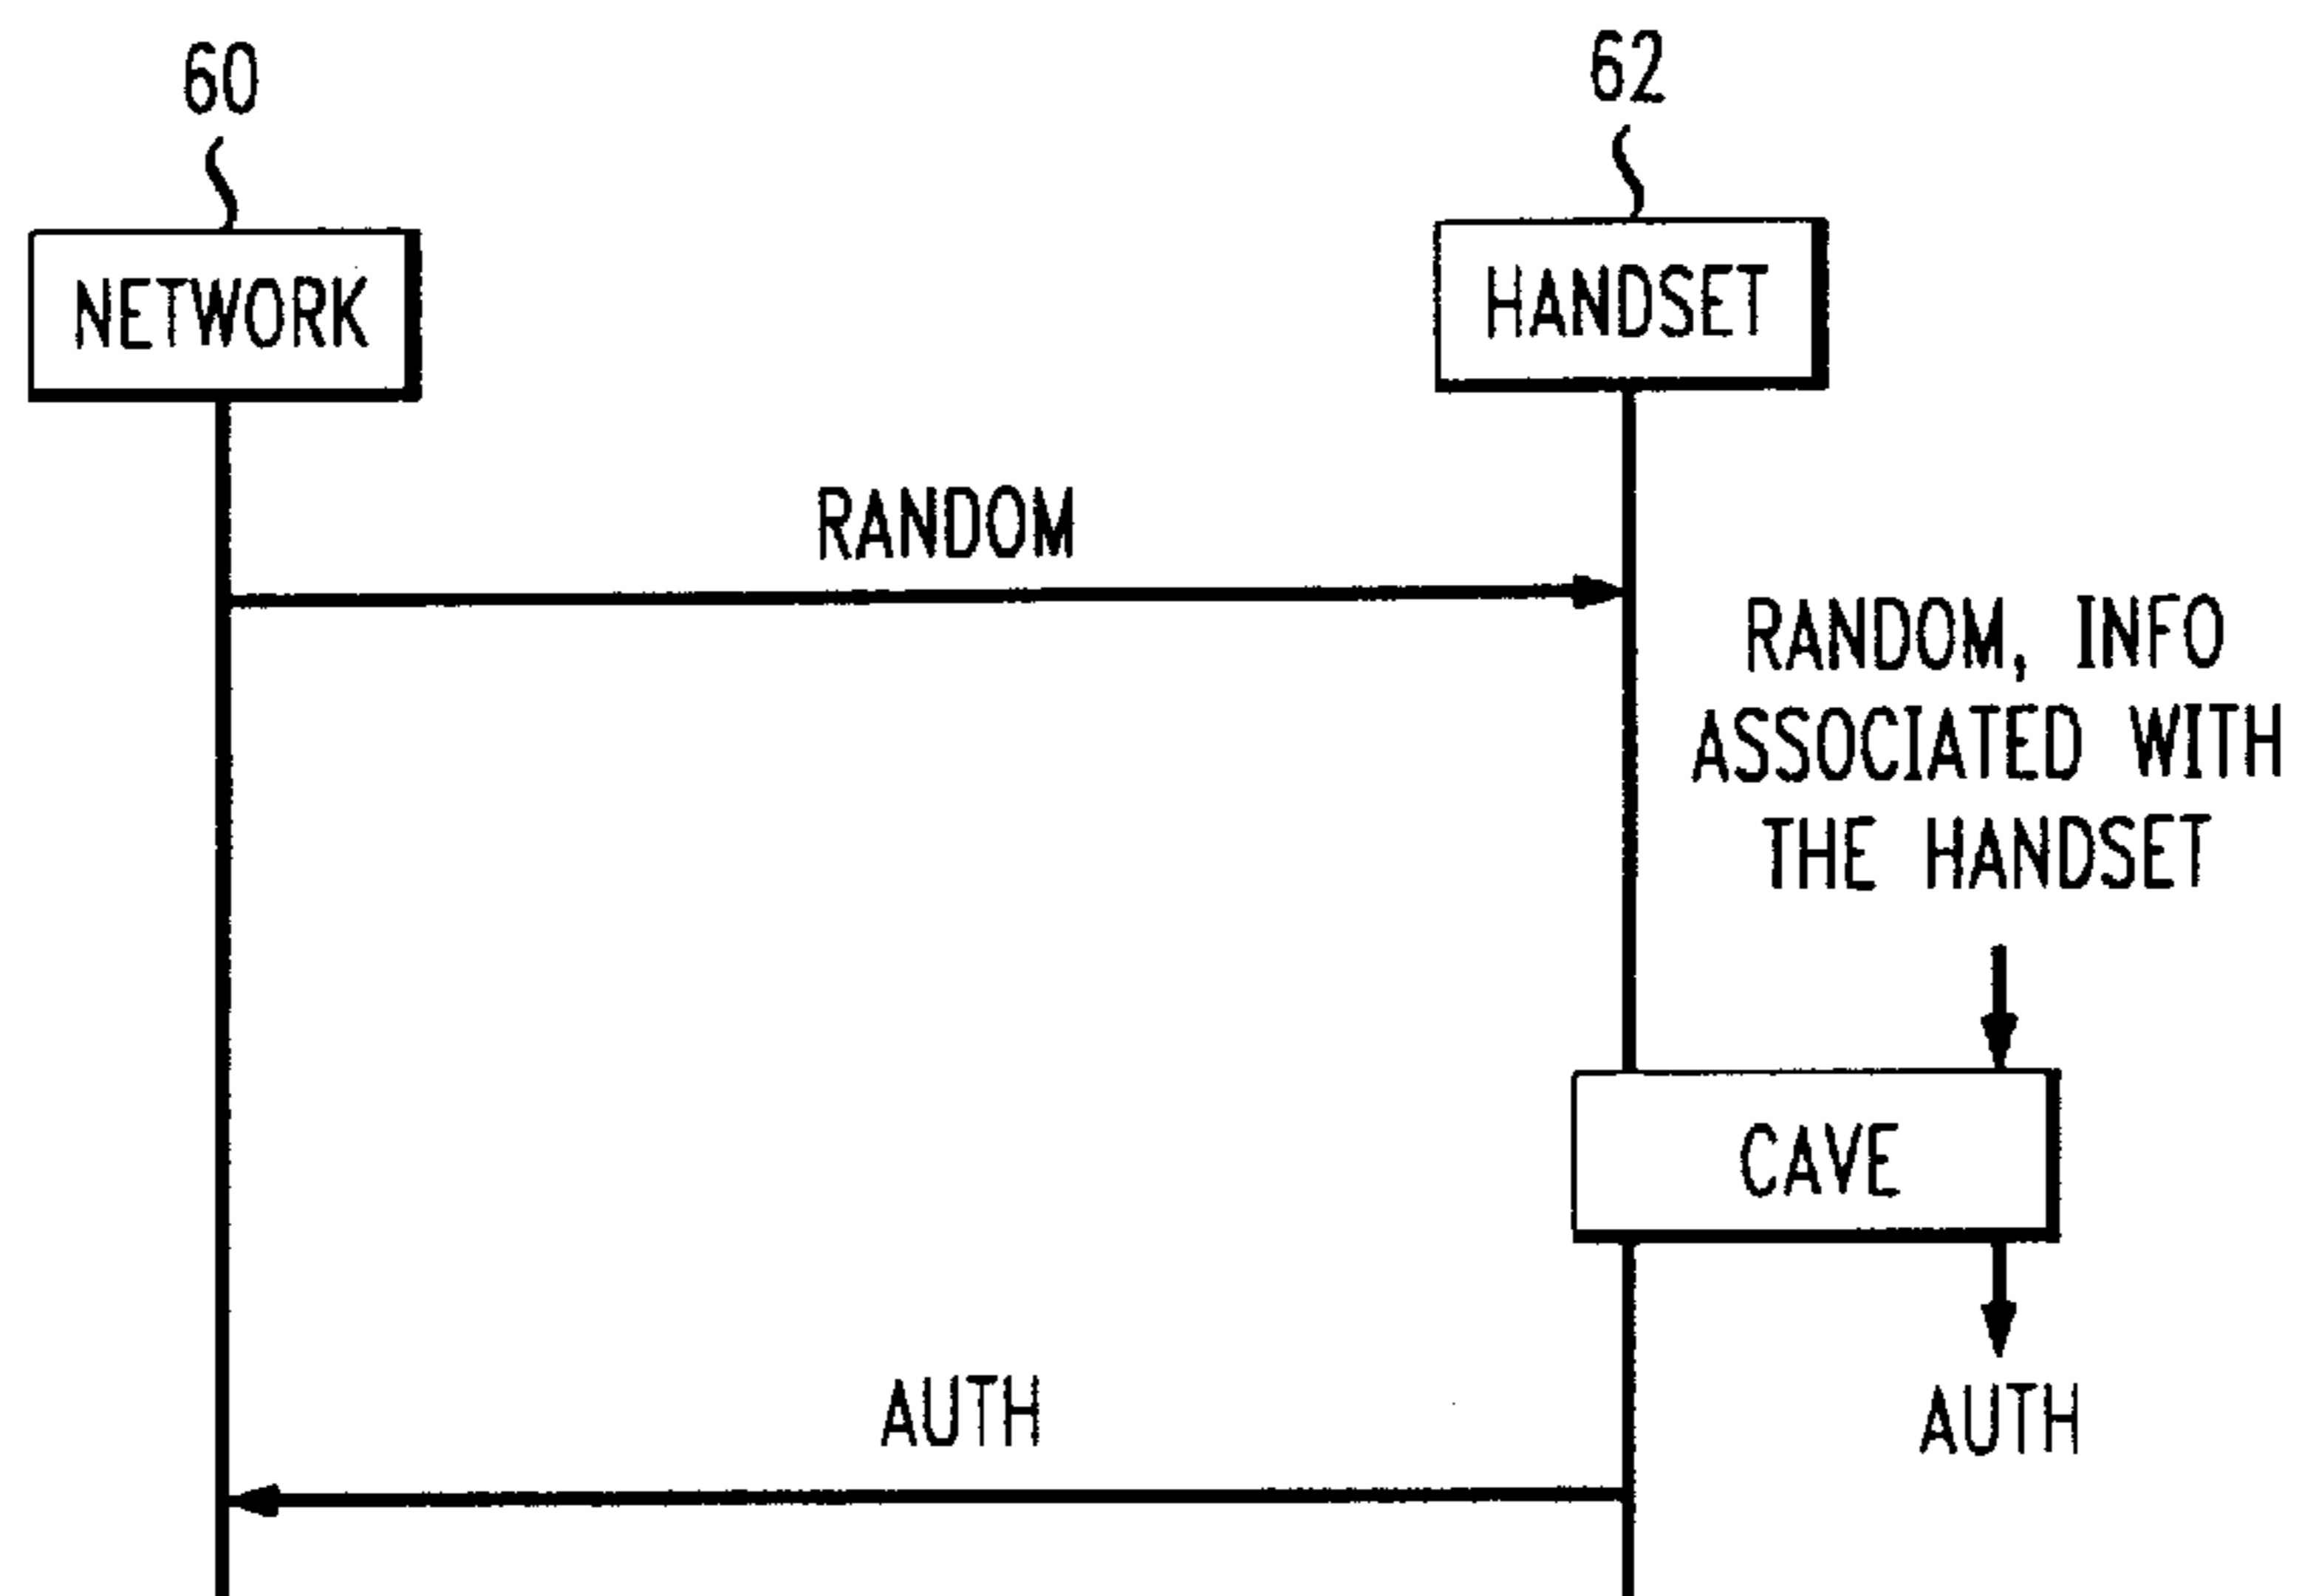 60
62
NETWORK
HANDSET
RANDOM
RANDOM, INFO
ASSOCIATED WITH
THE HANDSET
CAVE
AUTH
AUTH